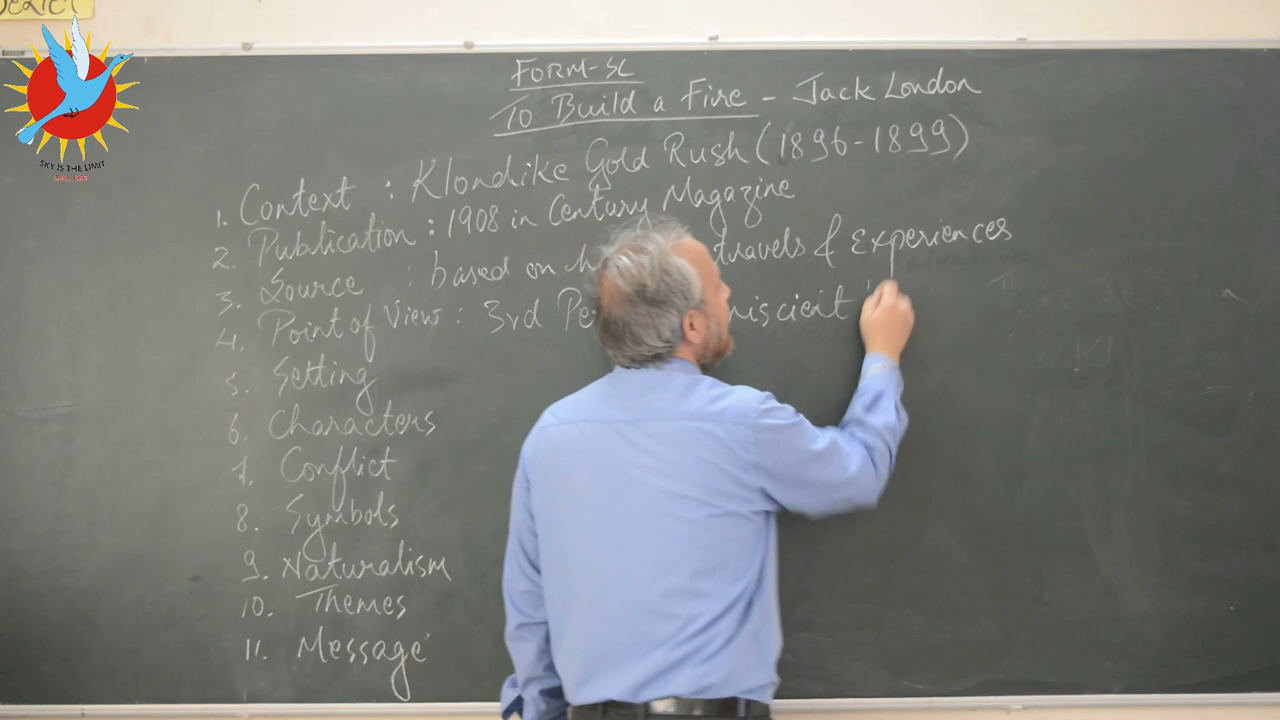 SKY IS THE LIMIT
FORM-SC
To Build a Fire - Jack London
1. Context : Klondike Gold Rush (1896-1899)
2. Publication : 1908 in Century Magazine
3. Source : based on travels & experiences
4. Point of View : 3rd
5. Setting
6. Characters
7. Conflict
8. Symbols
9. Naturalism
10. Themes
11. Message